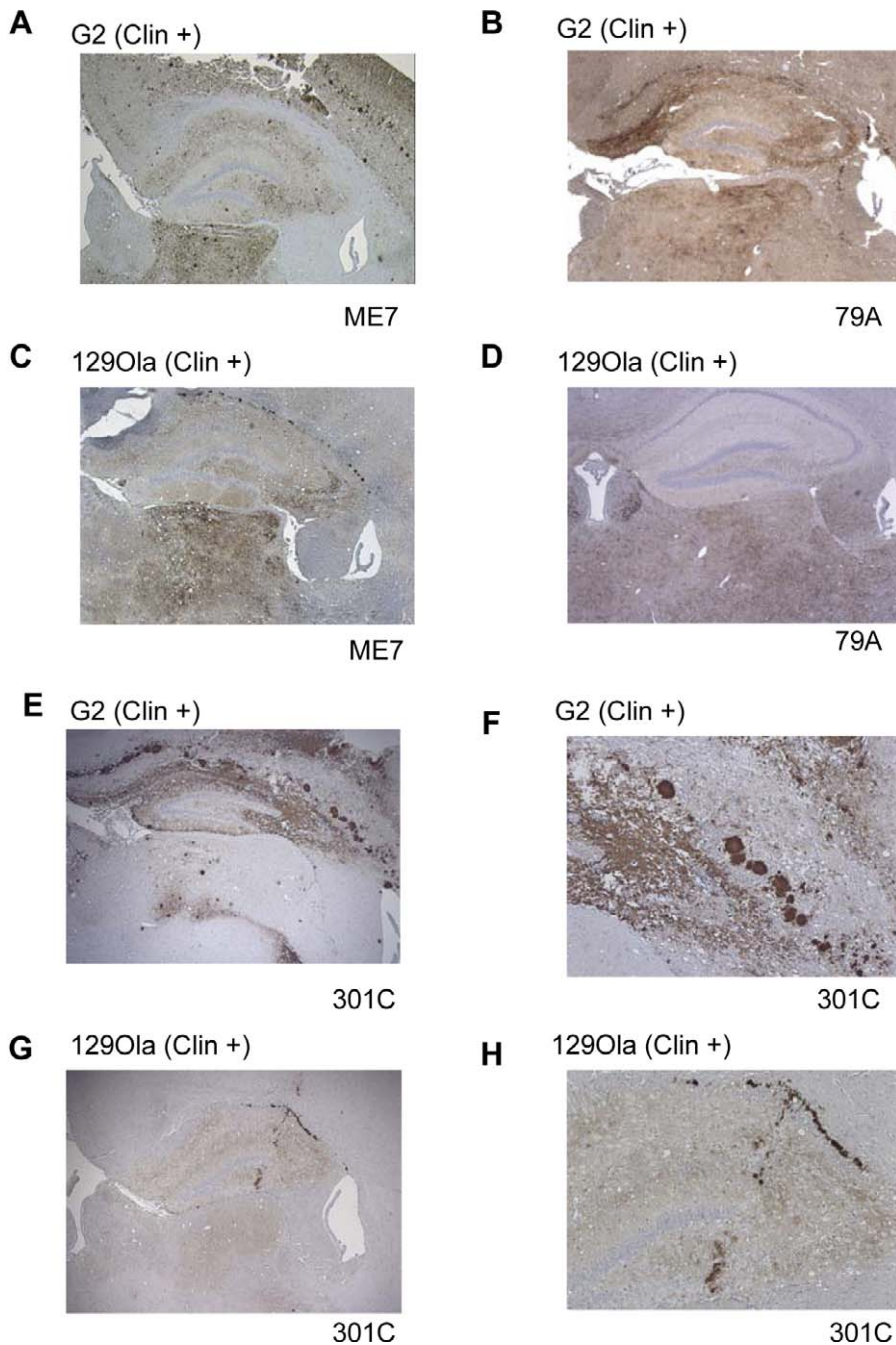 A
G2 (Clin +)
ME7
B
G2 (Clin +)
79A
C
129Ola (Clin +)
ME7
D
129Ola (Clin +)
79A
E
G2 (Clin +)
301C
F
G2 (Clin +)
301C
G
129Ola (Clin +)
301C
H
129Ola (Clin +)
301C